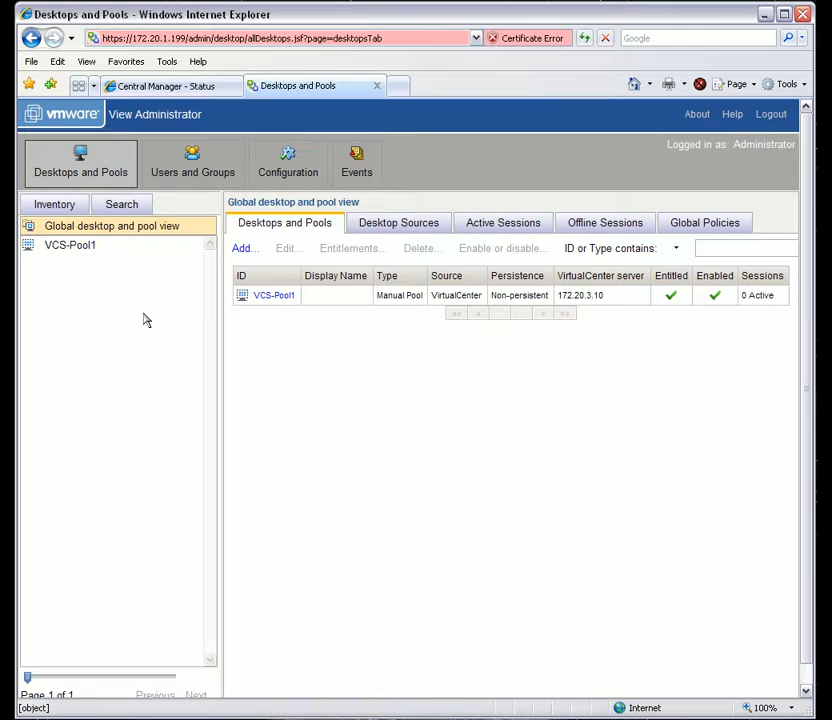 Desktops and Pools - Windows Internet Explorer
https://172.20.1.199/admin/desktop/allDesktops.jsf?page=desktopsTab
Certificate Error
Google
File Edit View Favorites Tools Help
Central Manager - Status
Desktops and Pools
Page
Tools
vmware View Administrator
About Help Logout
Logged in as: Administrator
Desktops and Pools
Users and Groups
Configuration
Events
Inventory
Search
Global desktop and pool view
VCS-Pool1
Page 1 of 1 Previous Next
Global desktop and pool view
Desktops and Pools Desktop Sources Active Sessions Offline Sessions Global Policies
Add... Edit... Entitlements... Delete... Enable or disable... ID or Type contains:
ID Display Name Type Source Persistence VirtualCenter server Entitled Enabled Sessions
VCS-Pool1 Manual Pool VirtualCenter Non-persistent 172.20.3.10 0 Active
[object]
Internet
100%